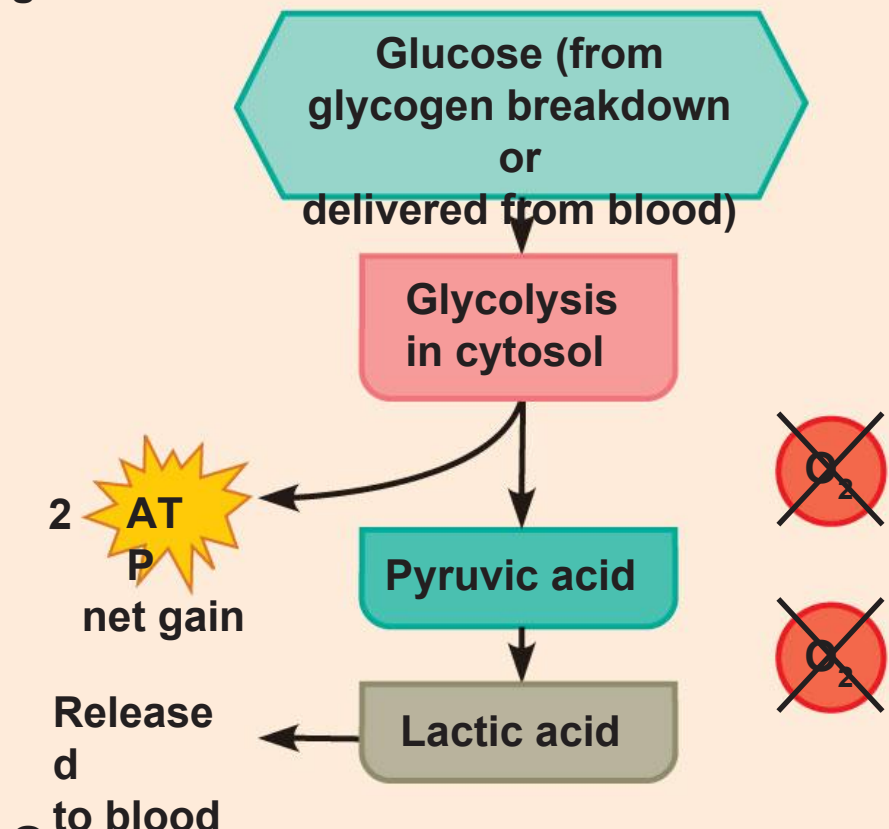 Glucose (from
glycogen breakdown
or
delivered from blood)
Glycolysis
in cytosol
O2
2 AT
P
net gain
Pyruvic acid
O2
Release
d
to blood
Lactic acid